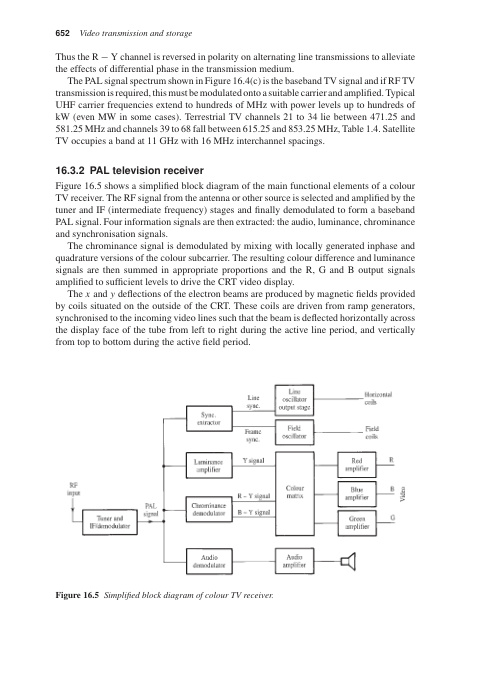 652 Video transmission and storage
Thus the R − Y channel is reversed in polarity on alternating line transmissions to alleviate
the effects of differential phase in the transmission medium.
The PAL signal spectrum shown in Figure 16.4(c) is the baseband TV signal and if RF TV
transmission is required, this must be modulated onto a suitable carrier and amplified. Typical
UHF carrier frequencies extend to hundreds of MHz with power levels up to hundreds of
kW (even MW in some cases). Terrestrial TV channels 21 to 34 lie between 471.25 and
581.25 MHz and channels 39 to 68 fall between 615.25 and 853.25 MHz, Table 1.4. Satellite
TV occupies a band at 11 GHz with 16 MHz interchannel spacings.
16.3.2 PAL television receiver
Figure 16.5 shows a simplified block diagram of the main functional elements of a colour
TV receiver. The RF signal from the antenna or other source is selected and amplified by the
tuner and IF (intermediate frequency) stages and finally demodulated to form a baseband
PAL signal. Four information signals are then extracted: the audio, luminance, chrominance
and synchronisation signals.
The chrominance signal is demodulated by mixing with locally generated inphase and
quadrature versions of the colour subcarrier. The resulting colour difference and luminance
signals are then summed in appropriate proportions and the R, G and B output signals
amplified to sufficient levels to drive the CRT video display.
The x and y deflections of the electron beams are produced by magnetic fields provided
by coils situated on the outside of the CRT. These coils are driven from ramp generators,
synchronised to the incoming video lines such that the beam is deflected horizontally across
the display face of the tube from left to right during the active line period, and vertically
from top to bottom during the active field period.
RF
input
Tuner and
IF/demodulator
PAL
signal
Sync.
extractor
Line
sync.
Frame
sync.
Line
oscillator
output stage
Horizontal
coils
Field
oscillator
Field
coils
Luminance
amplifier
Y signal
Chrominance
demodulator
R – Y signal
B – Y signal
Colour
matrix
Red
amplifier
R
Blue
amplifier
B
Green
amplifier
G
Video
Audio
demodulator
Audio
amplifier
Figure 16.5 Simplified block diagram of colour TV receiver.